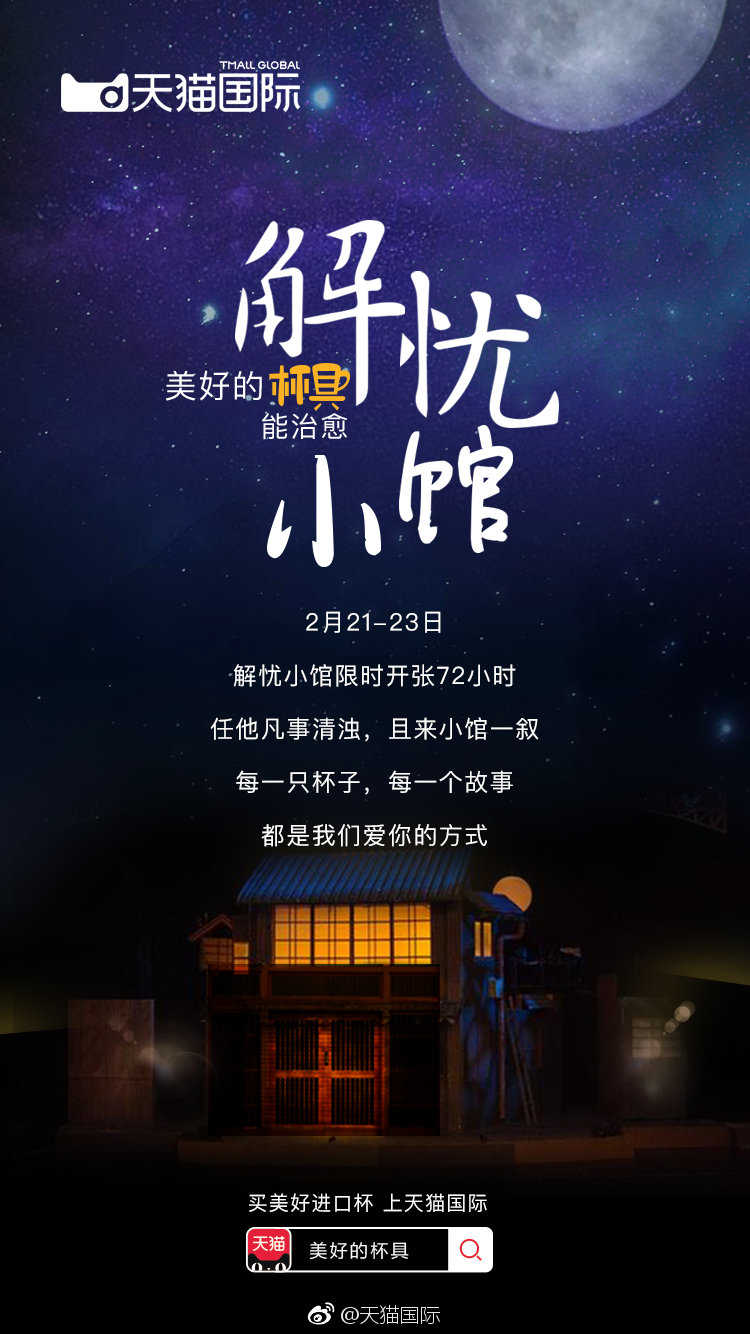 TMALL GLOBAL
天猫国际
解忧
美好的杯具
能治愈
小馆
2月21-23日
解忧小馆限时开张72小时
任他凡事清浊，且来小馆一叙
每一只杯子，每一个故事
都是我们爱你的方式
买美好进口杯 上天猫国际
天猫 美好的杯具
@天猫国际